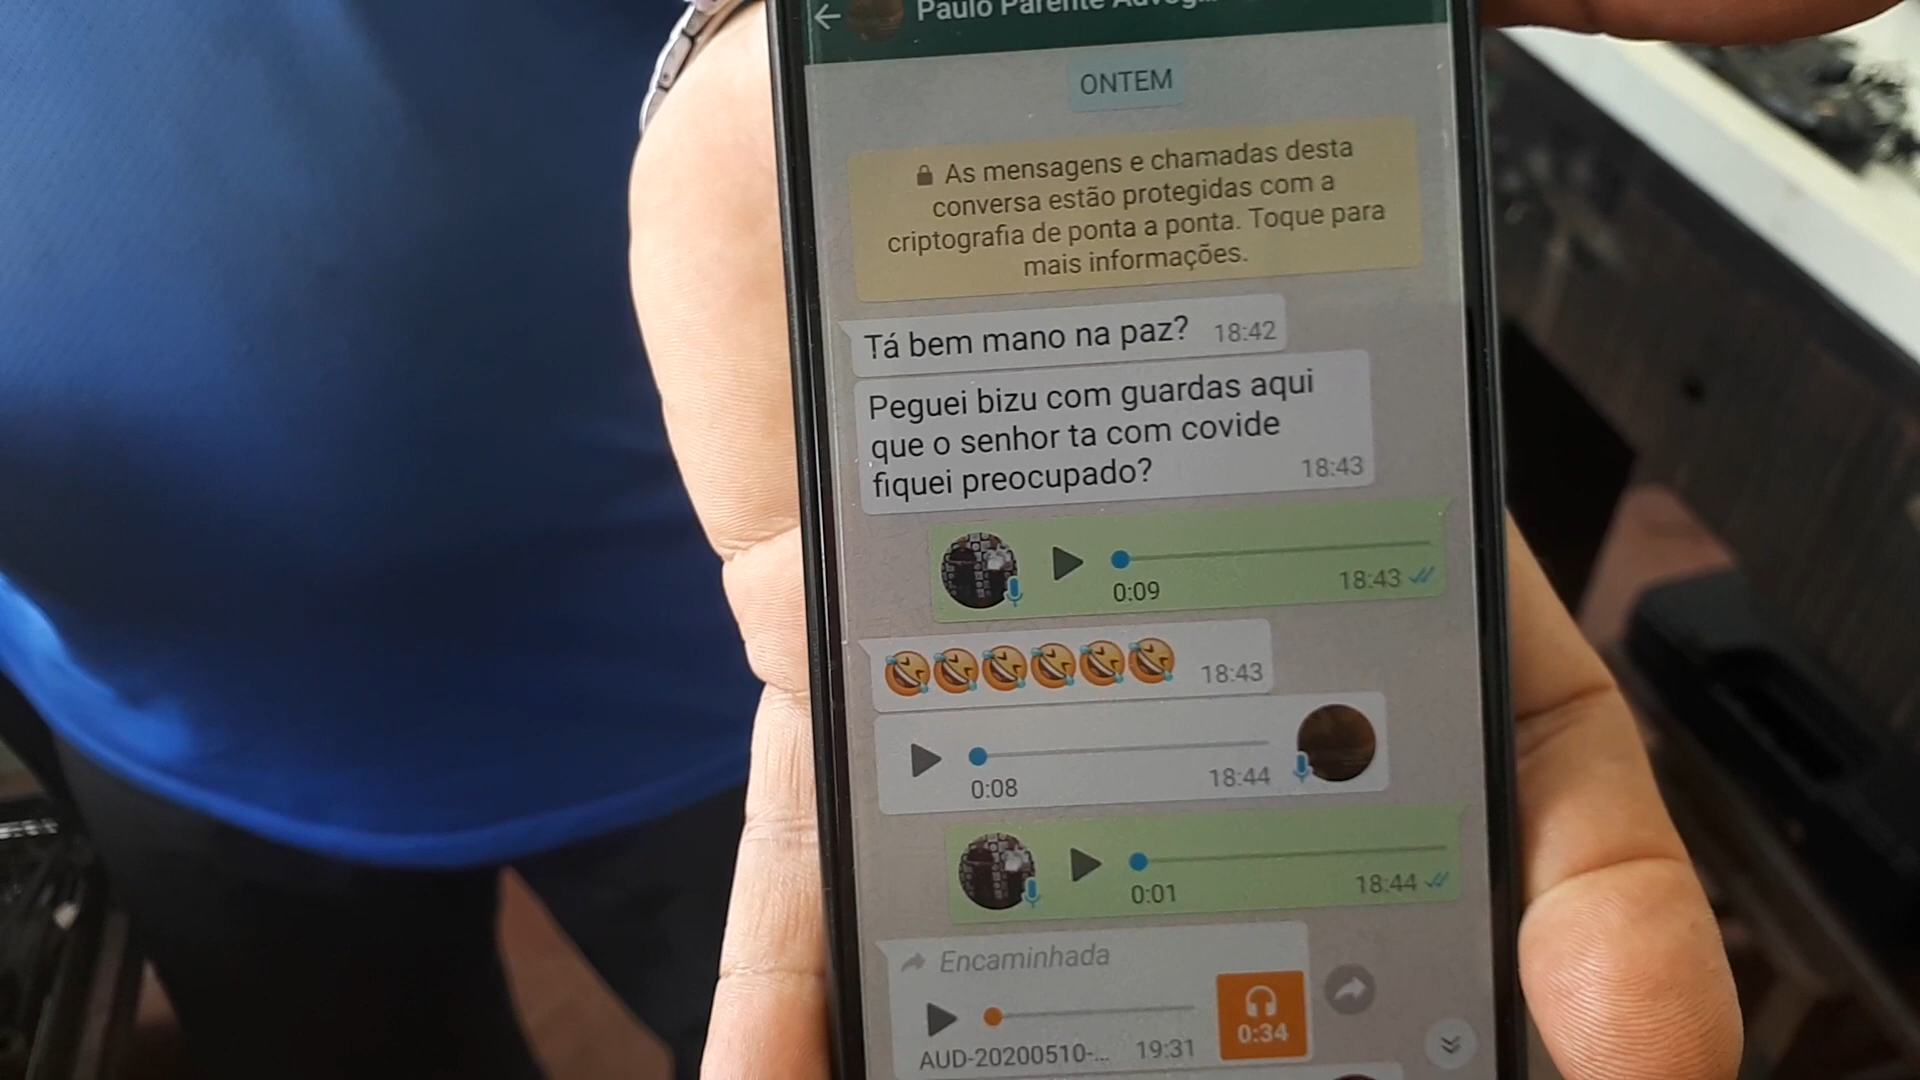 Paulo Parente Advog...
ONTEM
As mensagens e chamadas desta
conversa estão protegidas com a
criptografia de ponta a ponta. Toque para
mais informações.
Tá bem mano na paz? 18:42
Peguei bizu com guardas aqui
que o senhor ta com covide
fiquei preocupado? 18:43
0:09 18:43
18:43
0:08 18:44
0:01 18:44
Encaminhada
0:34
AUD-20200510-... 19:31